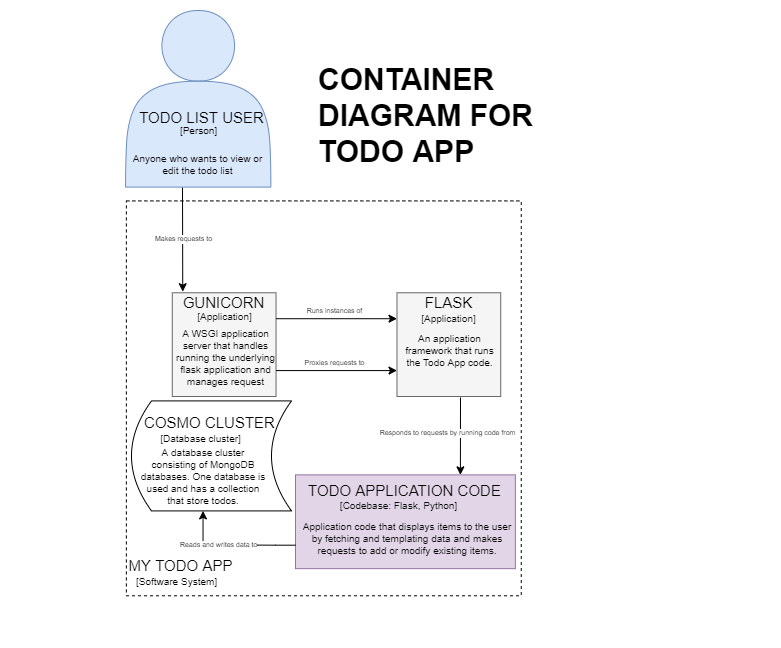 CONTAINER
DIAGRAM FOR
TODO APP
TODO LIST USER
[Person]
Anyone who wants to view or
edit the todo list
Makes requests to
GUNICORN
[Application]
A WSGI application
server that handles
running the underlying
flask application and
manages request
Runs instances of
Proxies requests to
FLASK
[Application]
An application
framework that runs
the Todo App code.
Responds to requests by running code from
COSMO CLUSTER
[Database cluster]
A database cluster
consisting of MongoDB
databases. One database is
used and has a collection
that store todos.
TODO APPLICATION CODE
[Codebase: Flask, Python]
Application code that displays items to the user
by fetching and templating data and makes
requests to add or modify existing items.
Reads and writes data to
MY TODO APP
[Software System]